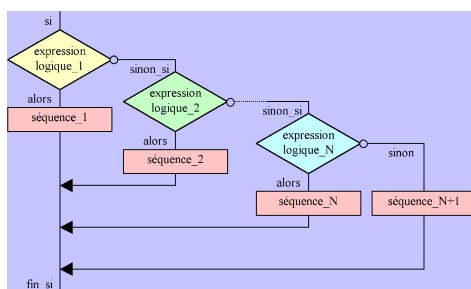 si
expression
logique_1
sinon_si
alors
séquence_1
expression
logique_2
sinon_si
alors
séquence_2
expression
logique_N
sinon
alors
séquence_N
séquence_N+1
fin_si